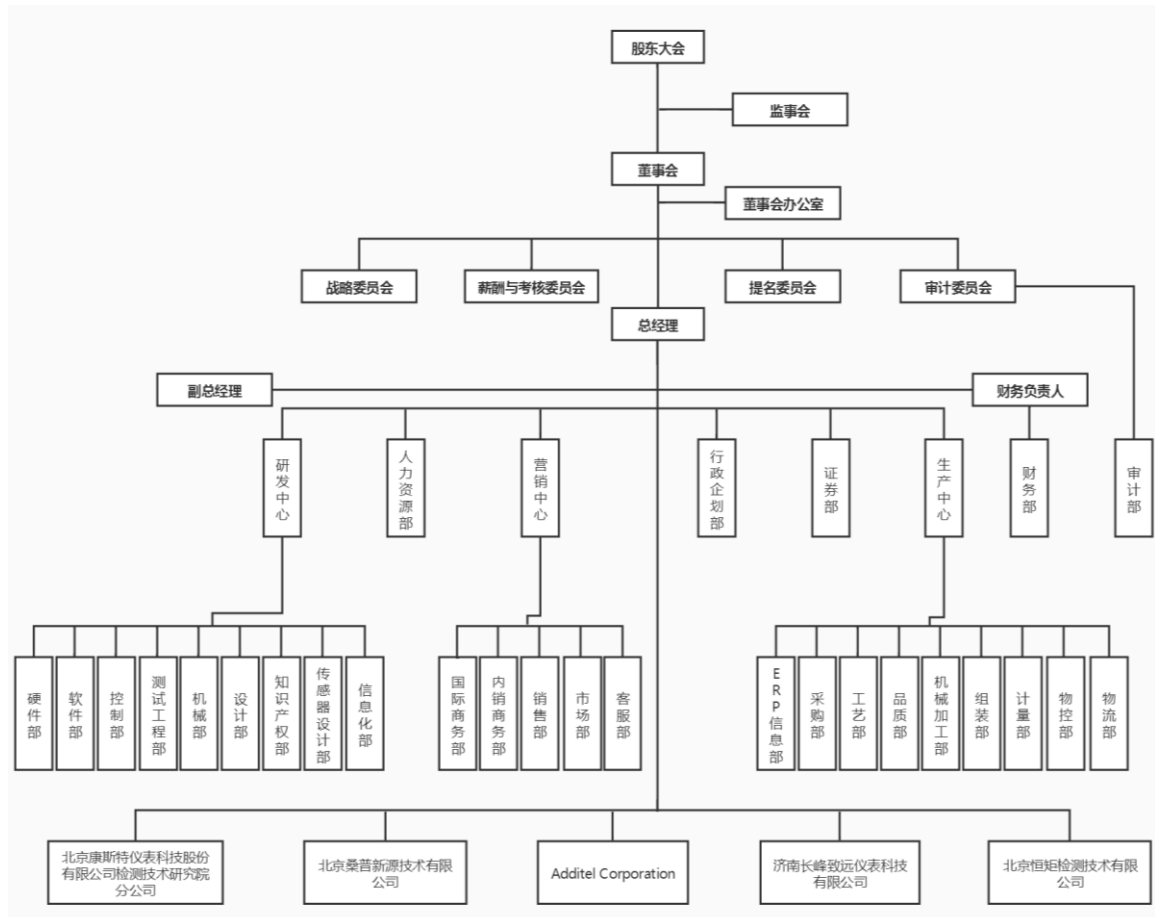 股东大会
监事会
董事会
董事会办公室
战略委员会
薪酬与考核委员会
提名委员会
审计委员会
总经理
副总经理
财务负责人
研发中心
人力资源部
营销中心
行政企划部
证券部
生产中心
财务部
审计部
硬件部
软件部
控制部
测试工程部
机械部
设计部
知识产权部
传感器设计部
信息化部
国际商务部
内销商务部
销售部
市场部
客服部
ERP信息部
采购部
工艺部
品质部
机械加工部
组装部
计量部
物控部
物流部
北京康斯特仪表科技股份
有限公司检测技术研究院
分公司
北京桑普新源技术有限
公司
Additel Corporation
济南长峰致远仪表科技
有限公司
北京恒矩检测技术有限
公司